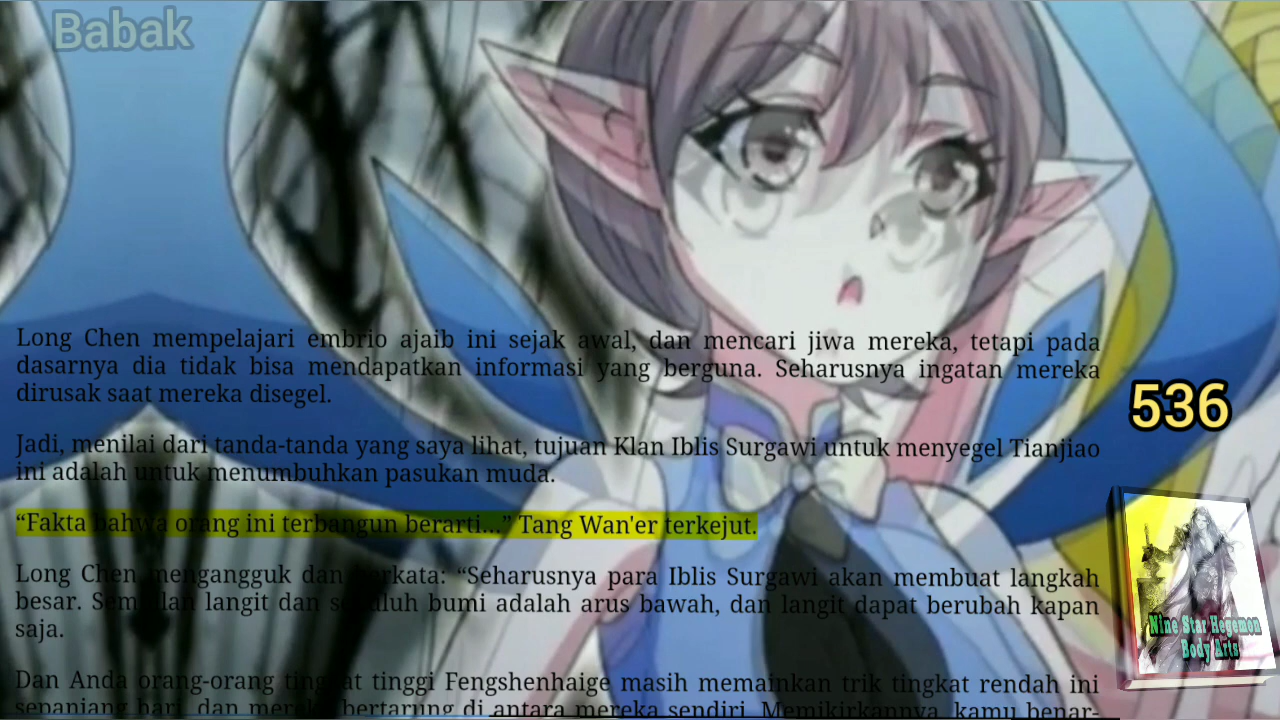 Babak
Long Chen mempelajari embrio ajaib ini sejak awal, dan mencari jiwa mereka, tetapi pada
dasarnya dia tidak bisa mendapatkan informasi yang berguna. Seharusnya ingatan mereka
dirusak saat mereka disegel.
Jadi, menilai dari tanda-tanda yang saya lihat, tujuan Klan Iblis Surgawi untuk menyegel Tianjiao
ini adalah untuk menumbuhkan pasukan muda.
536
“Fakta bahwa orang ini terbangun berarti...” Tang Wan'er terkejut.
Long Chen mengangguk dan berkata: “Seharusnya para Iblis Surgawi akan membuat langkah
besar. Sembilan langit dan sepuluh bumi adalah arus bawah, dan langit dapat berubah kapan
saja.
Dan Anda orang-orang tingkat tinggi Fengshenhaige masih memainkan trik tingkat rendah ini
sepanjang hari, dan mereka bertarung di antara mereka sendiri. Memikirkannya, kamu benar-
Nine Star Hegemon
Body Arts